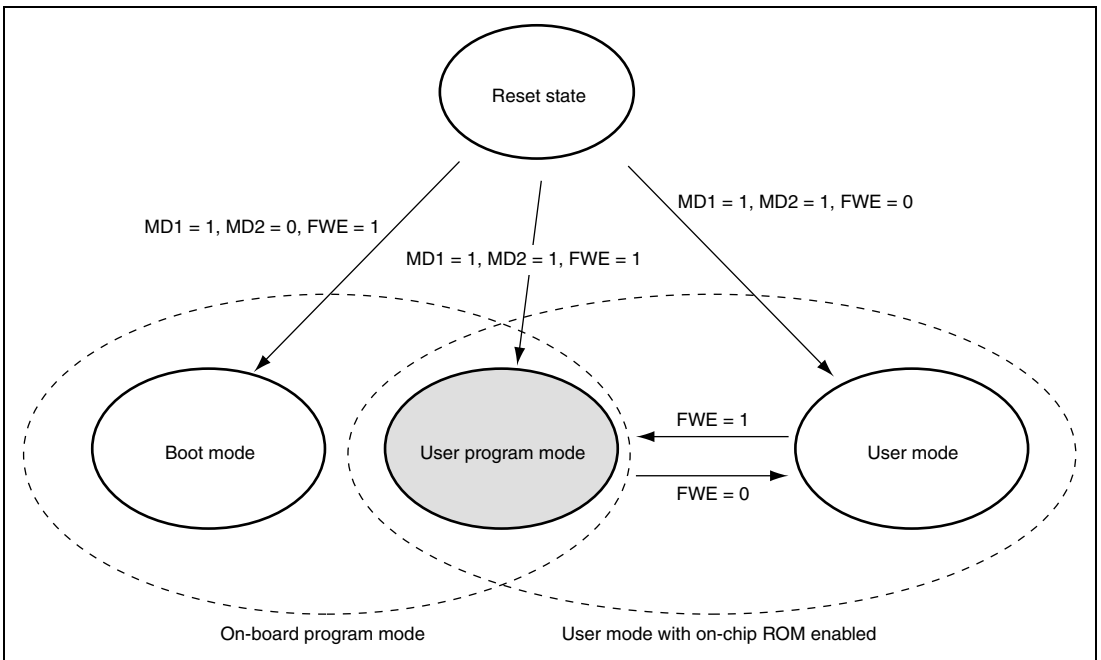 Reset state
MD1 = 1, MD2 = 0, FWE = 1
MD1 = 1, MD2 = 1, FWE = 1
MD1 = 1, MD2 = 1, FWE = 0
Boot mode
User program mode
FWE = 1
FWE = 0
User mode
On-board program mode
User mode with on-chip ROM enabled